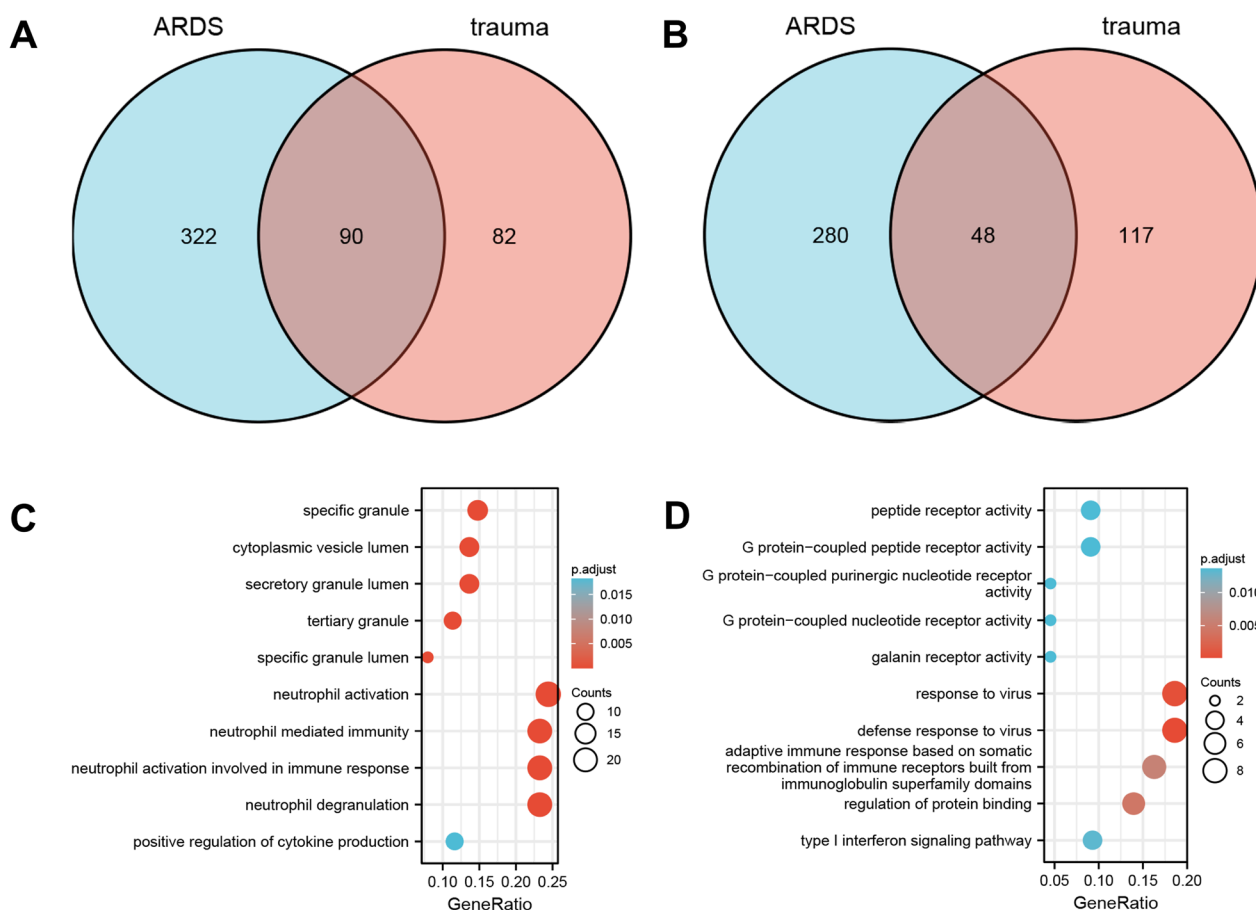 A
ARDS
trauma
322
90
82
B
ARDS
trauma
280
48
117
C
specific granule
cytoplasmic vesicle lumen
secretory granule lumen
tertiary granule
specific granule lumen
neutrophil activation
neutrophil mediated immunity
neutrophil activation involved in immune response
neutrophil degranulation
positive regulation of cytokine production
0.10 0.15 0.20 0.25
GeneRatio
p.adjust
0.015
0.010
0.005
Counts
10
15
20
D
peptide receptor activity
G protein−coupled peptide receptor activity
G protein−coupled purinergic nucleotide receptor
activity
G protein−coupled nucleotide receptor activity
galanin receptor activity
response to virus
defense response to virus
adaptive immune response based on somatic
recombination of immune receptors built from
immunoglobulin superfamily domains
regulation of protein binding
type I interferon signaling pathway
0.05 0.10 0.15 0.20
GeneRatio
p.adjust
0.010
0.005
Counts
2
4
6
8